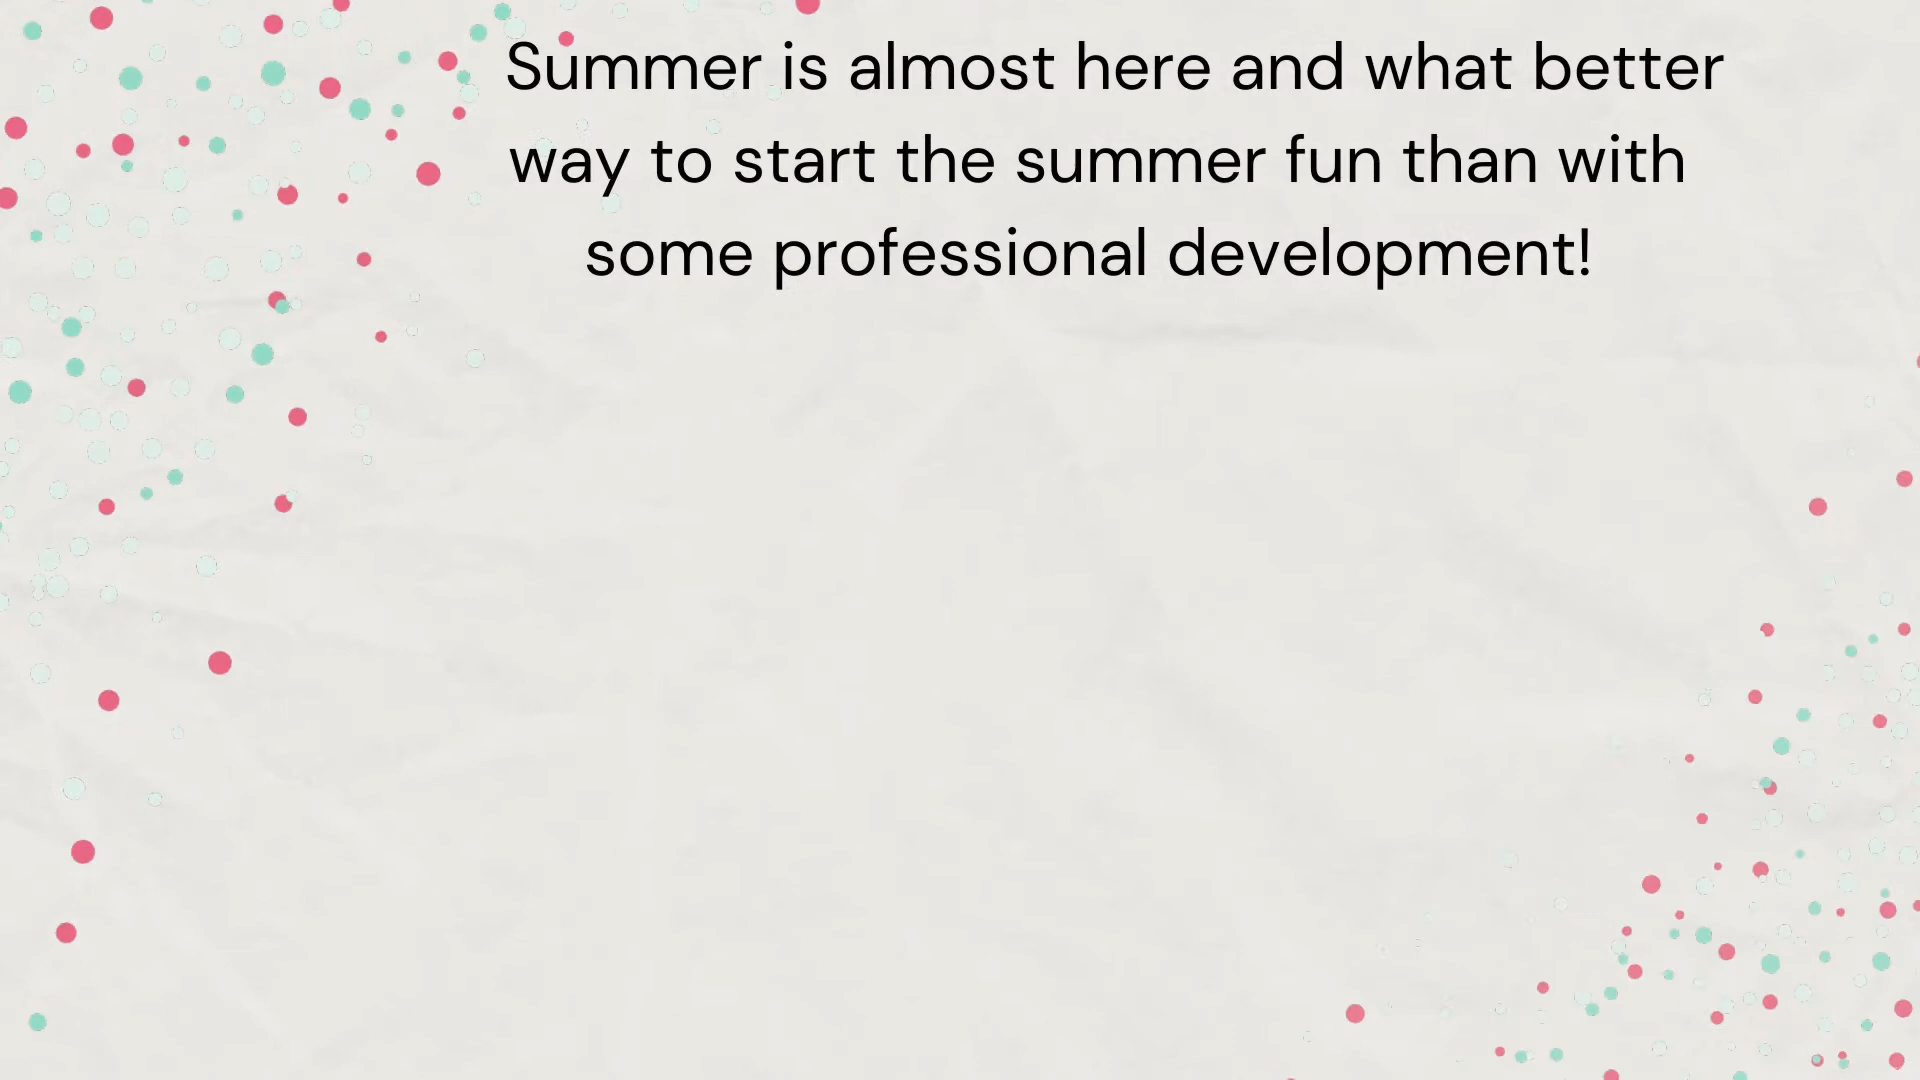 Summer is almost here and what better
way to start the summer fun than with
some professional development!